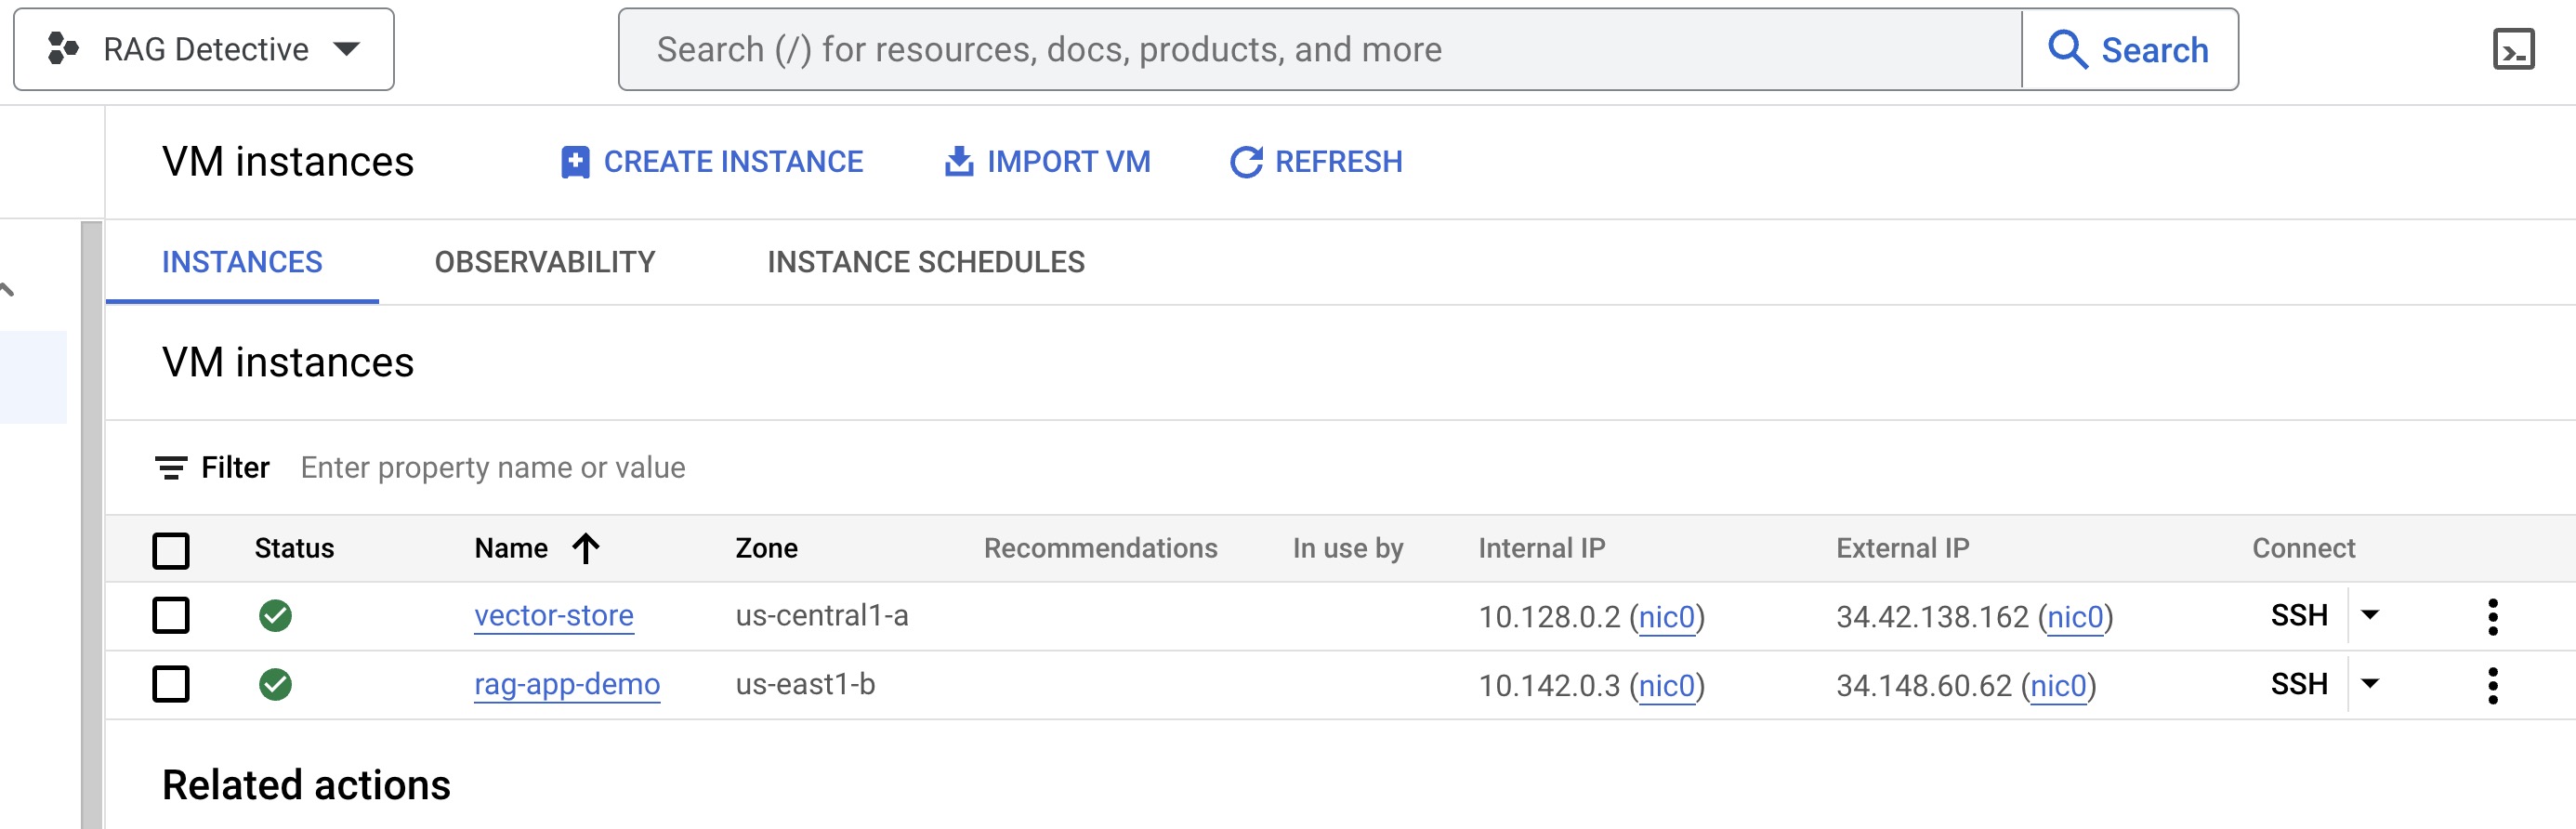 RAG Detective
Search (/) for resources, docs, products, and more
Search
VM instances
CREATE INSTANCE
IMPORT VM
REFRESH
INSTANCES
OBSERVABILITY
INSTANCE SCHEDULES
VM instances
Filter Enter property name or value
Status Name Zone Recommendations In use by Internal IP External IP Connect
vector-store us-central1-a 10.128.0.2 (nic0) 34.42.138.162 (nic0) SSH
rag-app-demo us-east1-b 10.142.0.3 (nic0) 34.148.60.62 (nic0) SSH
Related actions